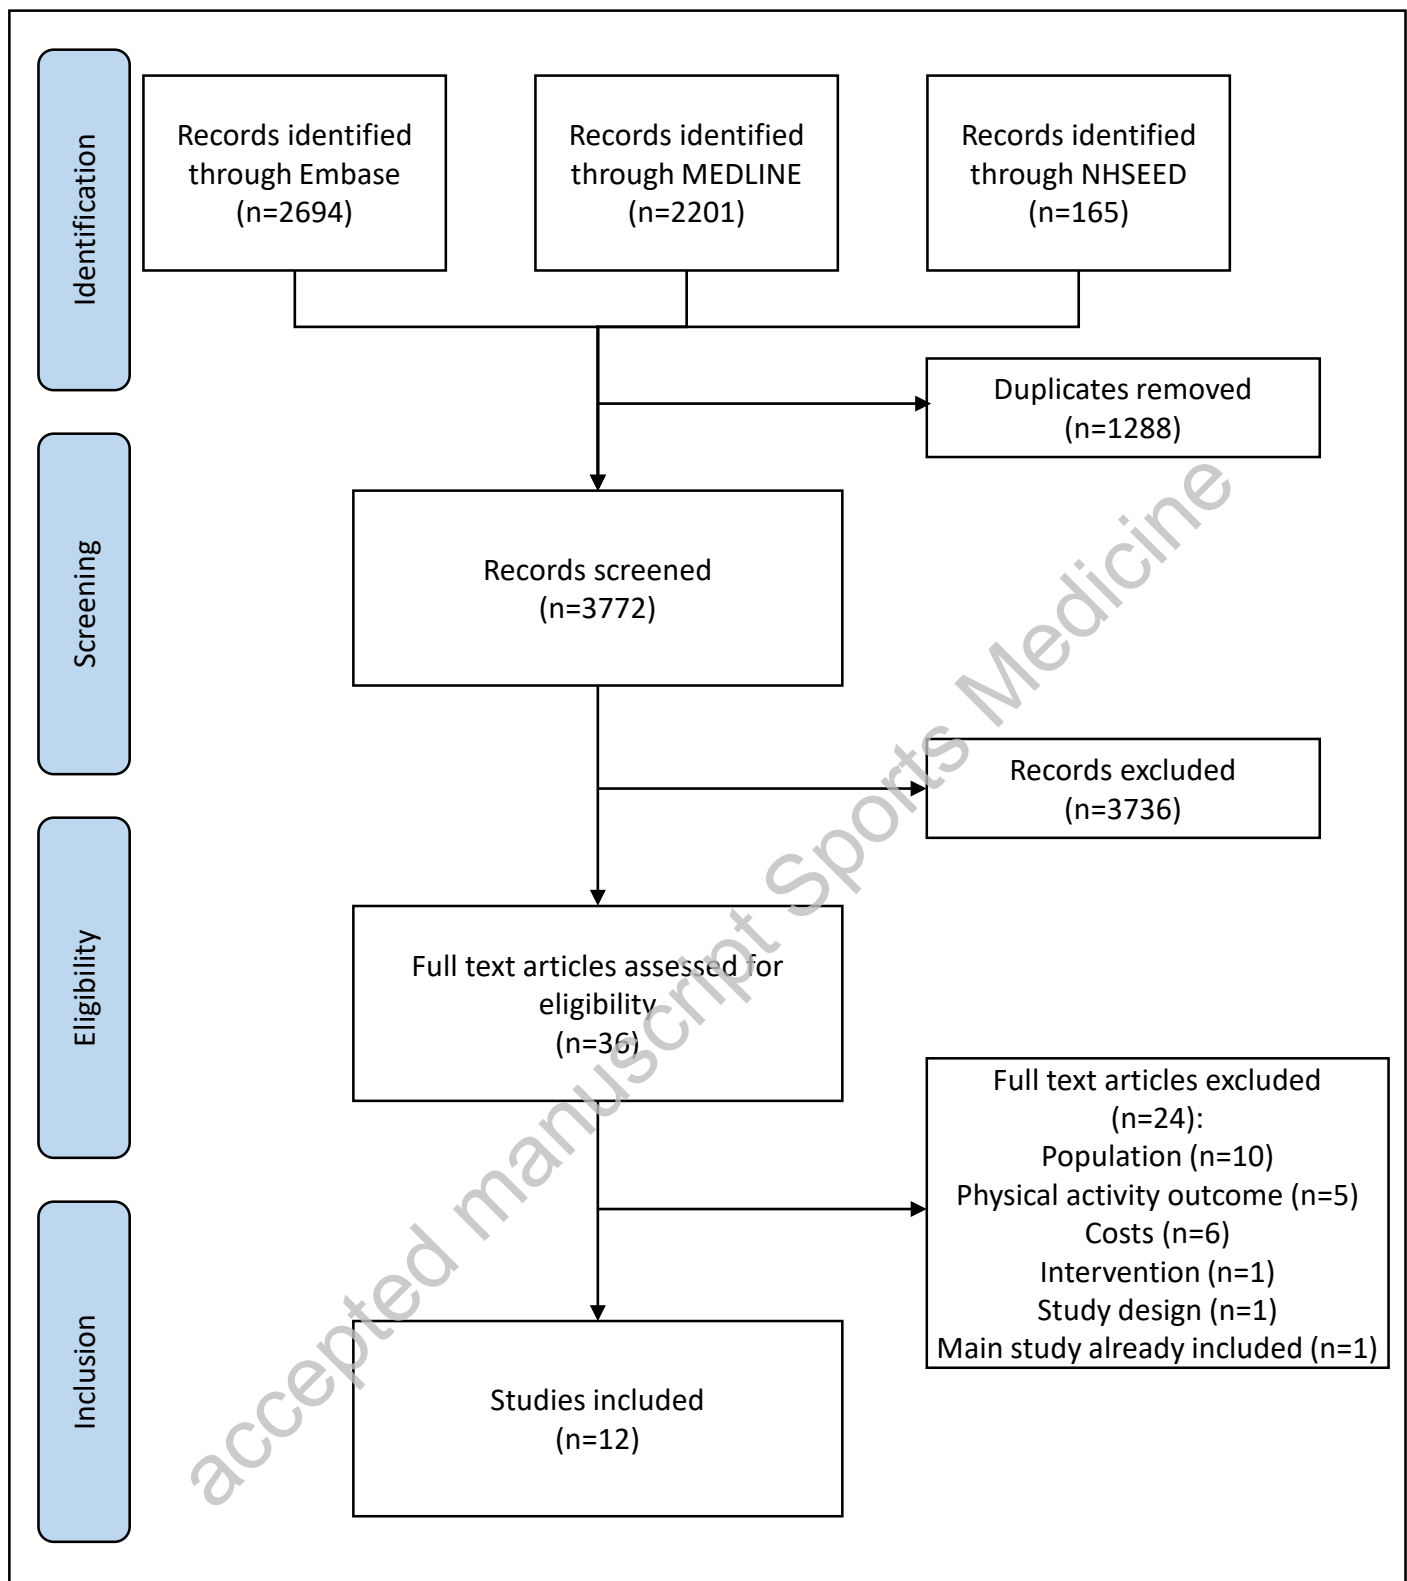 Identification
Records identified
through Embase
(n=2694)
Records identified
through MEDLINE
(n=2201)
Records identified
through NHSEED
(n=165)
Duplicates removed
(n=1288)
Screening
Records screened
(n=3772)
Records excluded
(n=3736)
Eligibility
Full text articles assessed for
eligibility
(n=36)
Full text articles excluded
(n=24):
Population (n=10)
Physical activity outcome (n=5)
Costs (n=6)
Intervention (n=1)
Study design (n=1)
Main study already included (n=1)
Inclusion
Studies included
(n=12)
accepted manuscript Sports Medicine